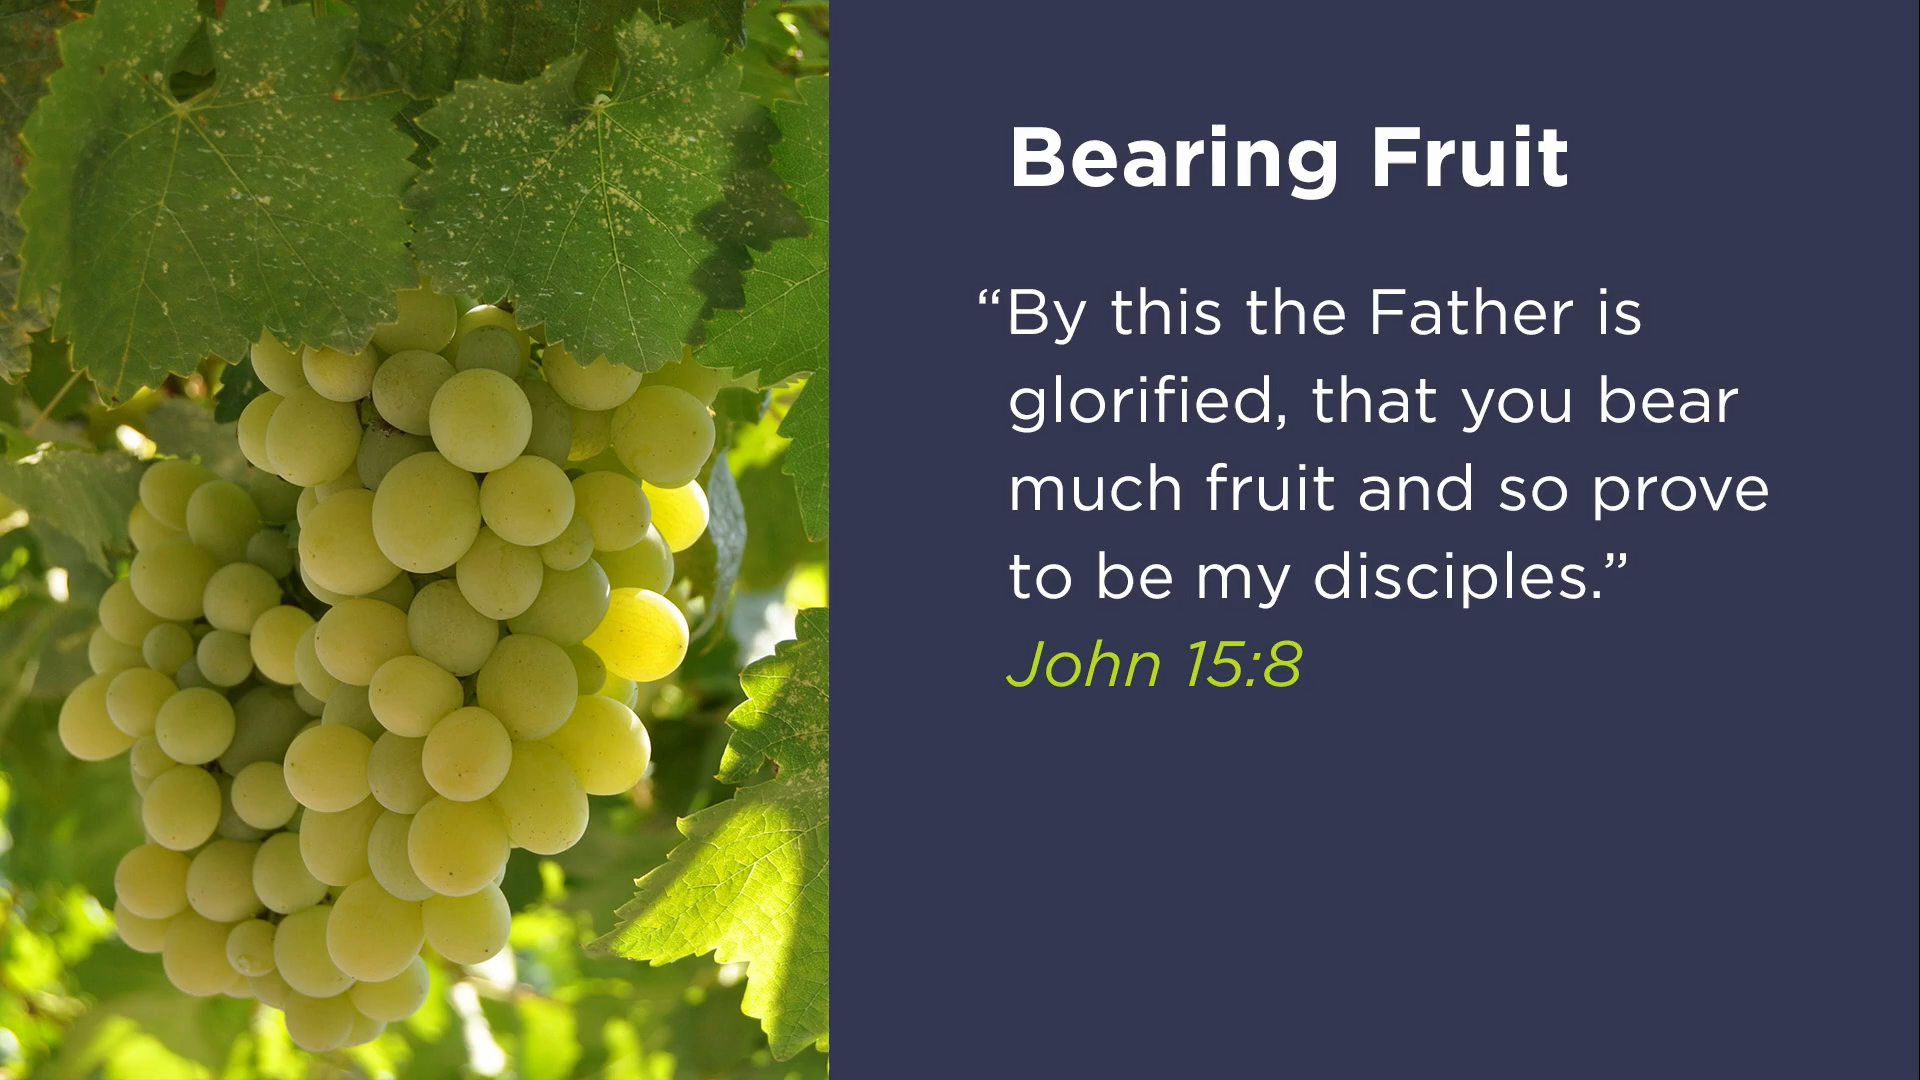 Bearing Fruit
“By this the Father is
glorified, that you bear
much fruit and so prove
to be my disciples.”
John 15:8